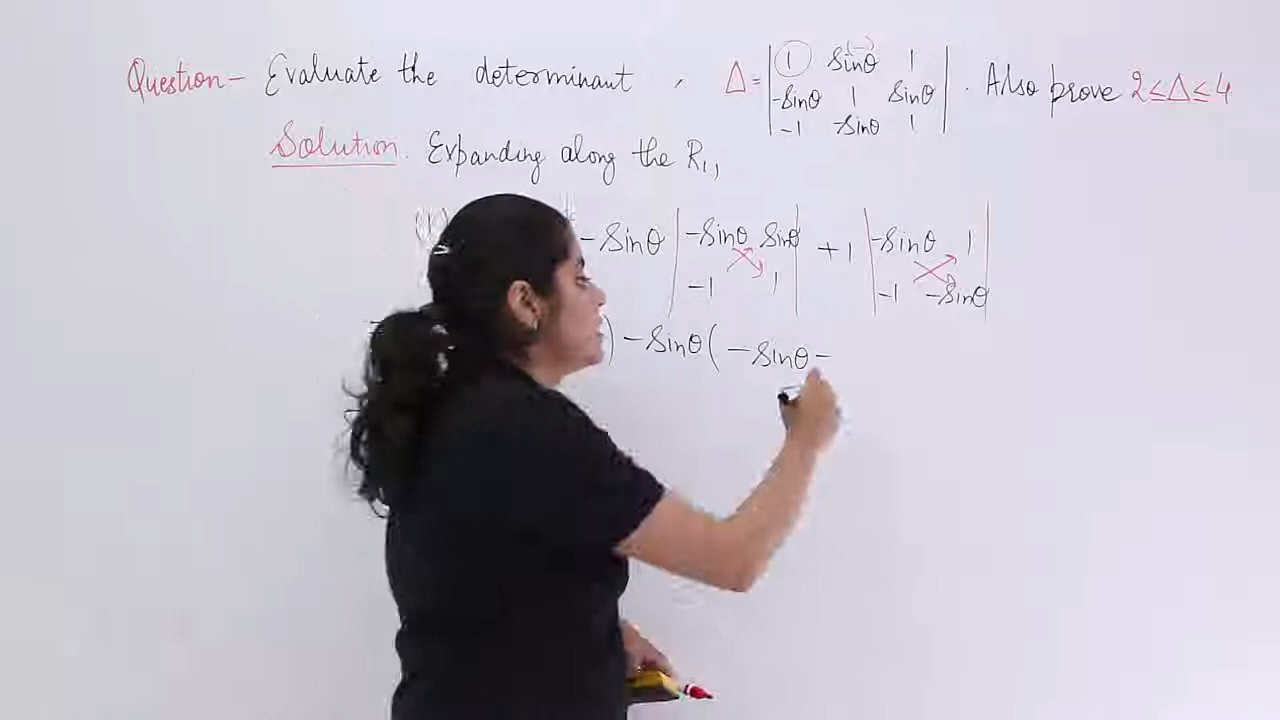 Question- Evaluate the determinant, Δ = | 1 sinθ 1 | . Also prove 2≤Δ≤4
| -sinθ 1 sinθ |
| -1 -sinθ 1 |
Solution. Expanding along the R₁,
(1) -sinθ | -sinθ sinθ | +1 | -sinθ 1 |
| -1 1 | | -1 -sinθ |
) -sinθ( -sinθ-